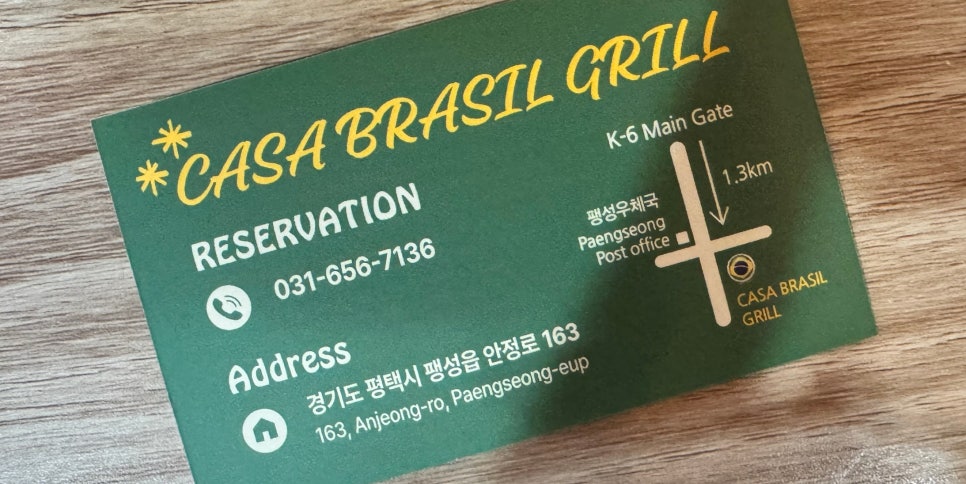 CASA BRASIL GRILL
RESERVATION
031-656-7136
Address
경기도 평택시 팽성읍 안정로 163
163, Anjeong-ro, Paengseong-eup
K-6 Main Gate
1.3km
팽성우체국
Paengseong
Post office
CASA BRASIL
GRILL